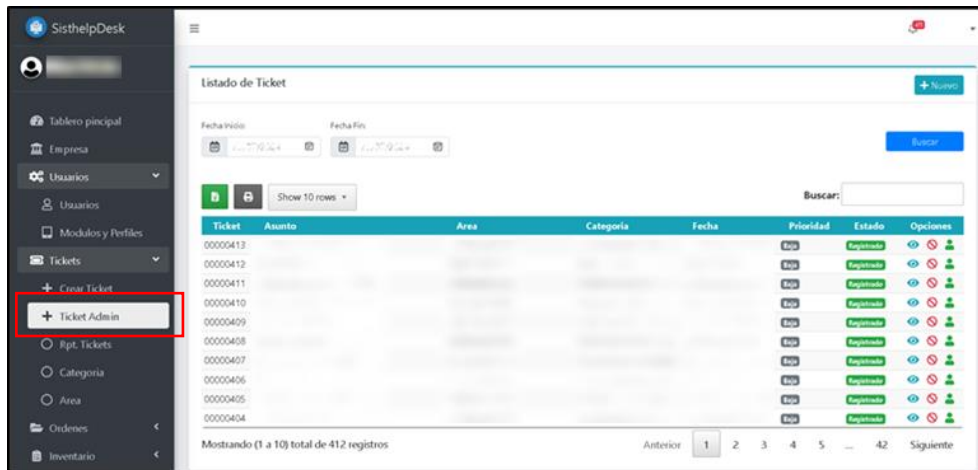 SisthelpDesk
Tablero pincipal
Empresa
Usuarios
Usuarios
Modulos y Perfiles
Tickets
Crear Ticket
Ticket Admin
Rpt. Tickets
Categoria
Area
Ordenes
Inventario
Listado de Ticket
+ Nuevo
Fecha Inicio: Fecha Fin:
Buscar
Show 10 rows Buscar:
Ticket Asunto Area Categoria Fecha Prioridad Estado Opciones
00000413 Baja Registrado
00000412 Baja Registrado
00000411 Baja Registrado
00000410 Baja Registrado
00000409 Baja Registrado
00000408 Baja Registrado
00000407 Baja Registrado
00000406 Baja Registrado
00000405 Baja Registrado
00000404 Baja Registrado
Mostrando (1 a 10) total de 412 registros Anterior 1 2 3 4 5 ... 42 Siguiente